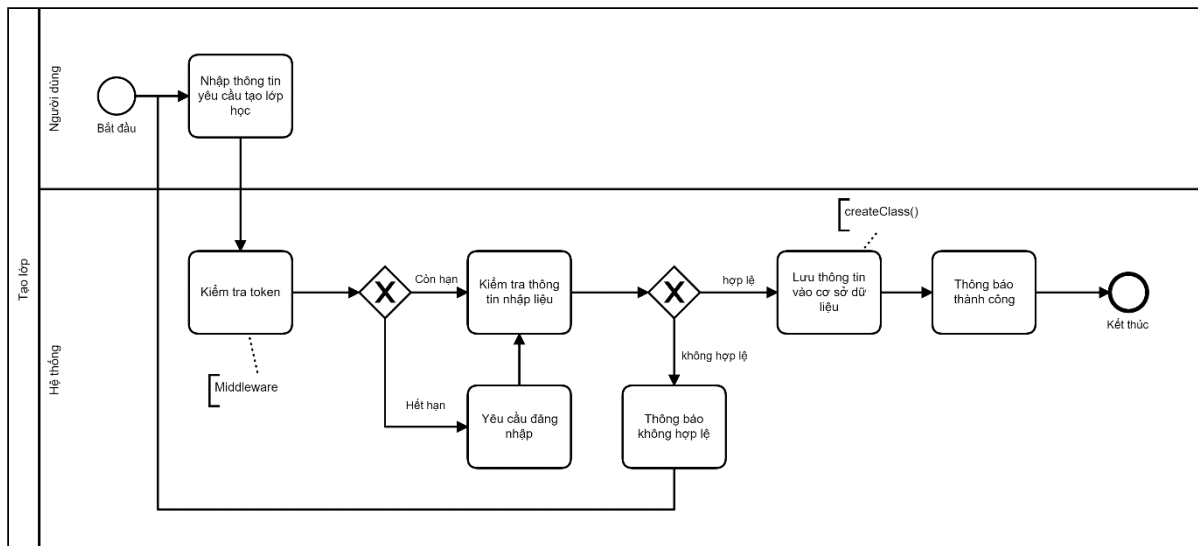 Tạo lớp
Người dùng
Bắt đầu
Nhập thông tin
yêu cầu tạo lớp
học
Hệ thống
Kiểm tra token
Middleware
Còn hạn
Hết hạn
Kiểm tra thông
tin nhập liệu
Yêu cầu đăng
nhập
hợp lệ
không hợp lệ
Thông báo
không hợp lệ
createClass()
Lưu thông tin
vào cơ sở dữ
liệu
Thông báo
thành công
Kết thúc